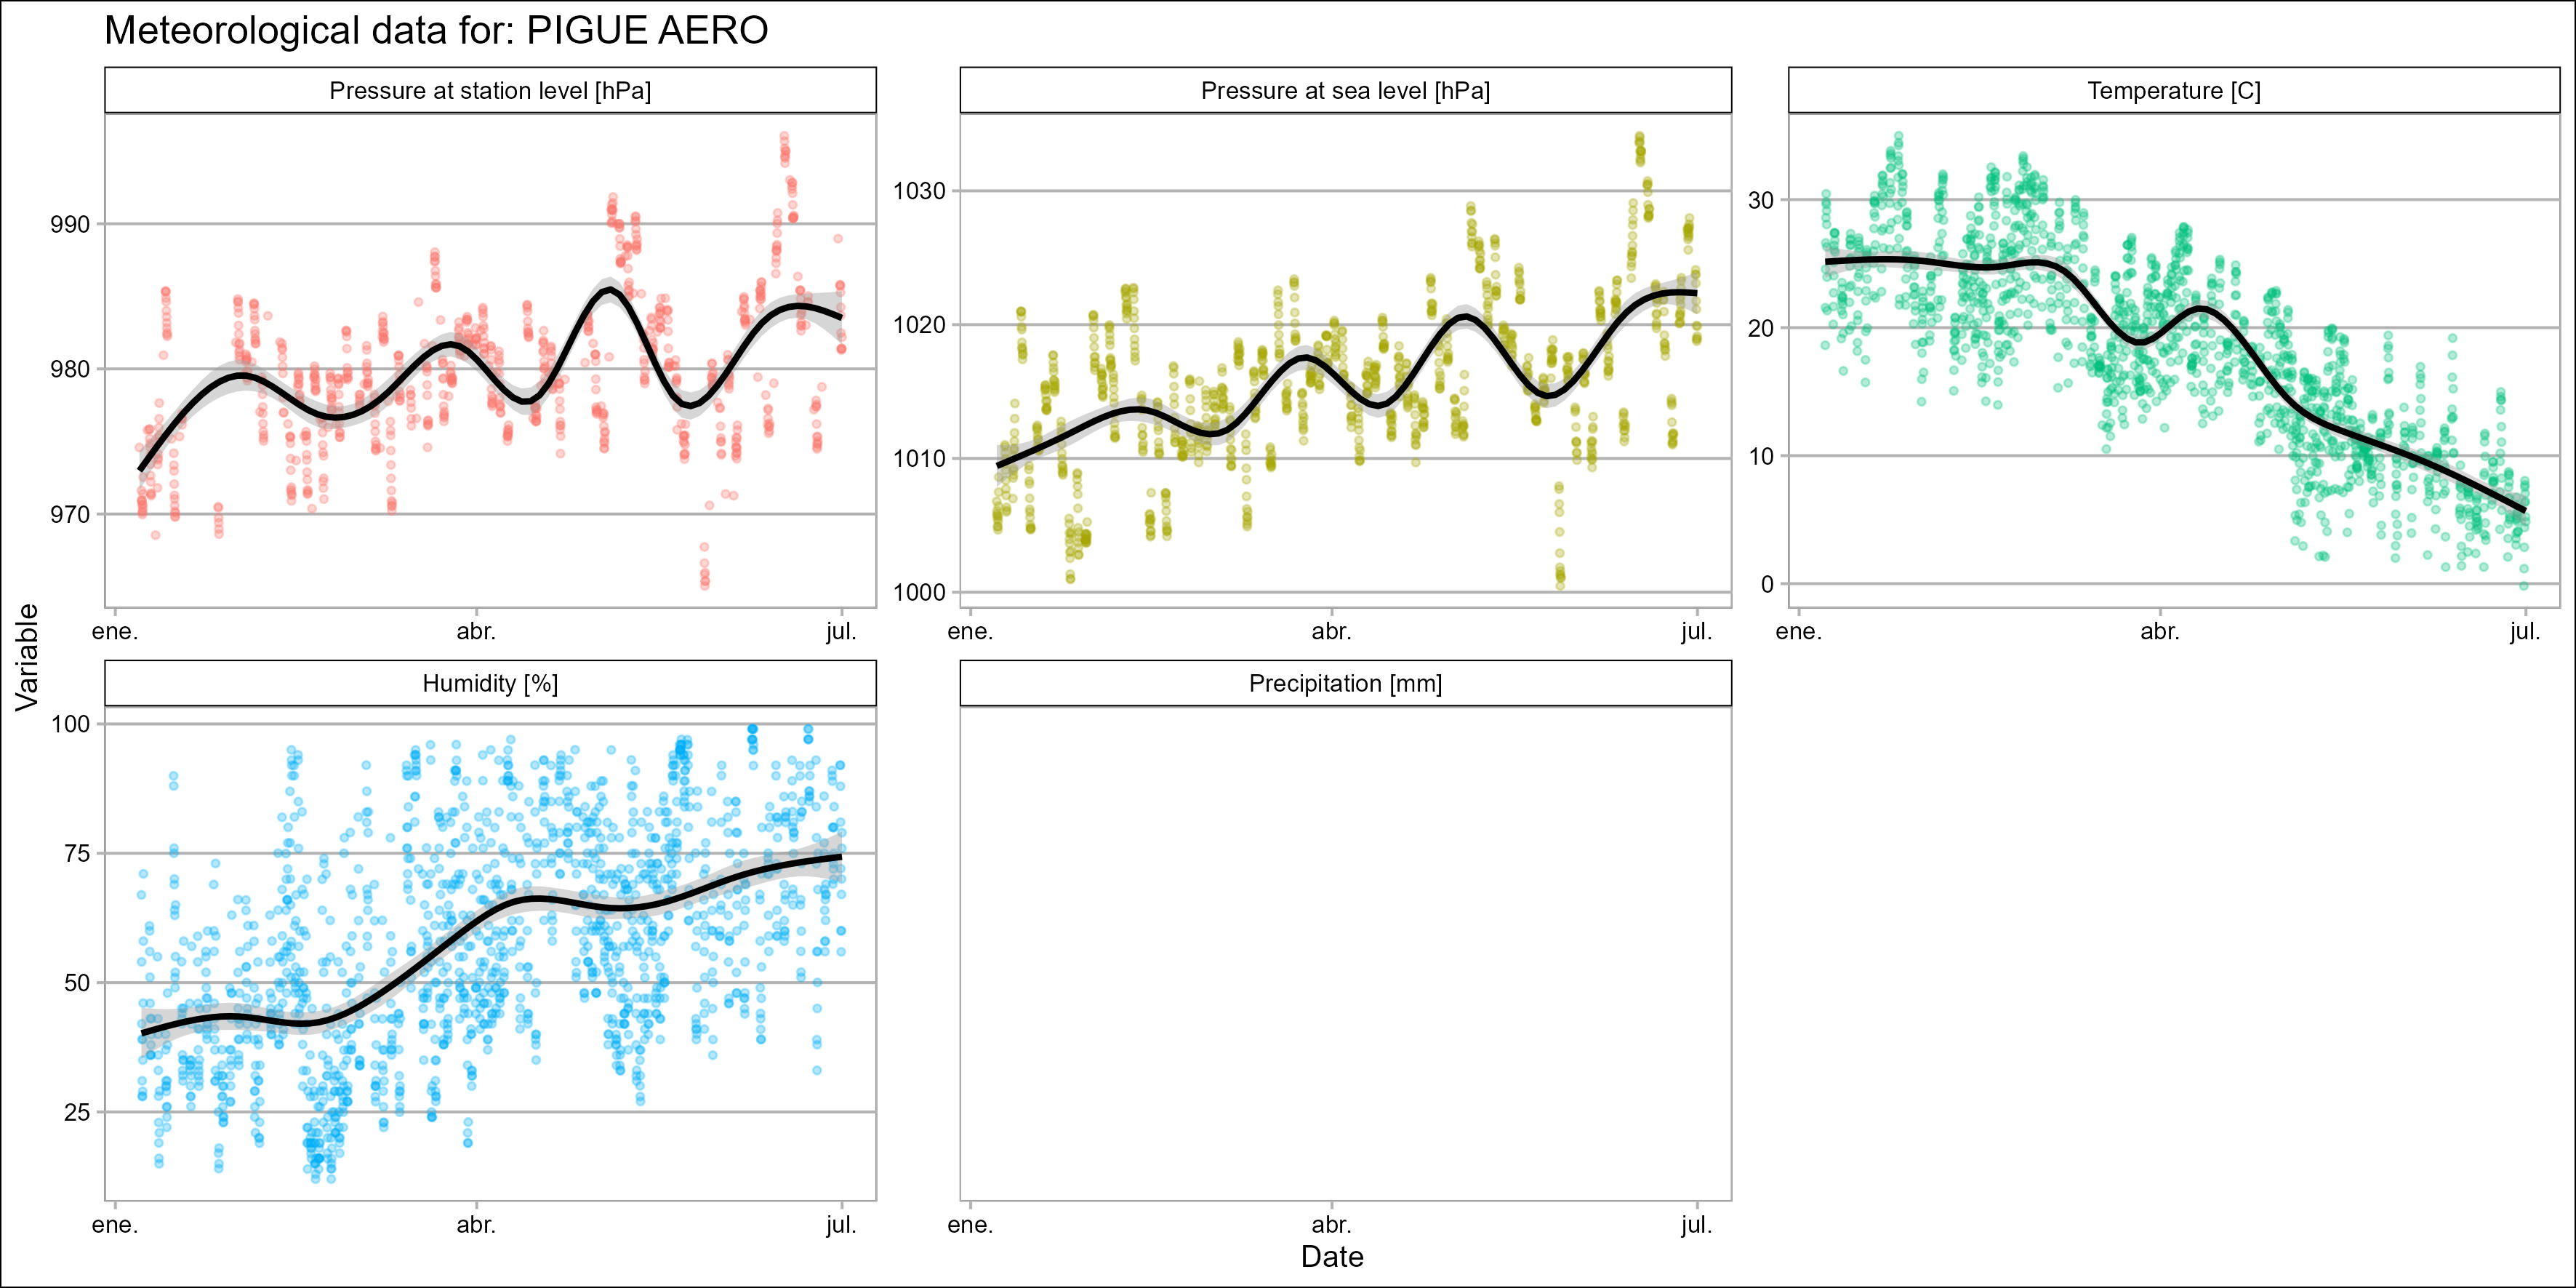 Meteorological data for: PIGUE AERO
Pressure at station level [hPa]
Pressure at sea level [hPa]
Temperature [C]
990
980
970
ene.
abr.
jul.
1030
1020
1010
1000
ene.
abr.
jul.
30
20
10
0
ene.
abr.
jul.
Variable
Humidity [%]
Precipitation [mm]
100
75
50
25
ene.
abr.
jul.
ene.
abr.
jul.
Date